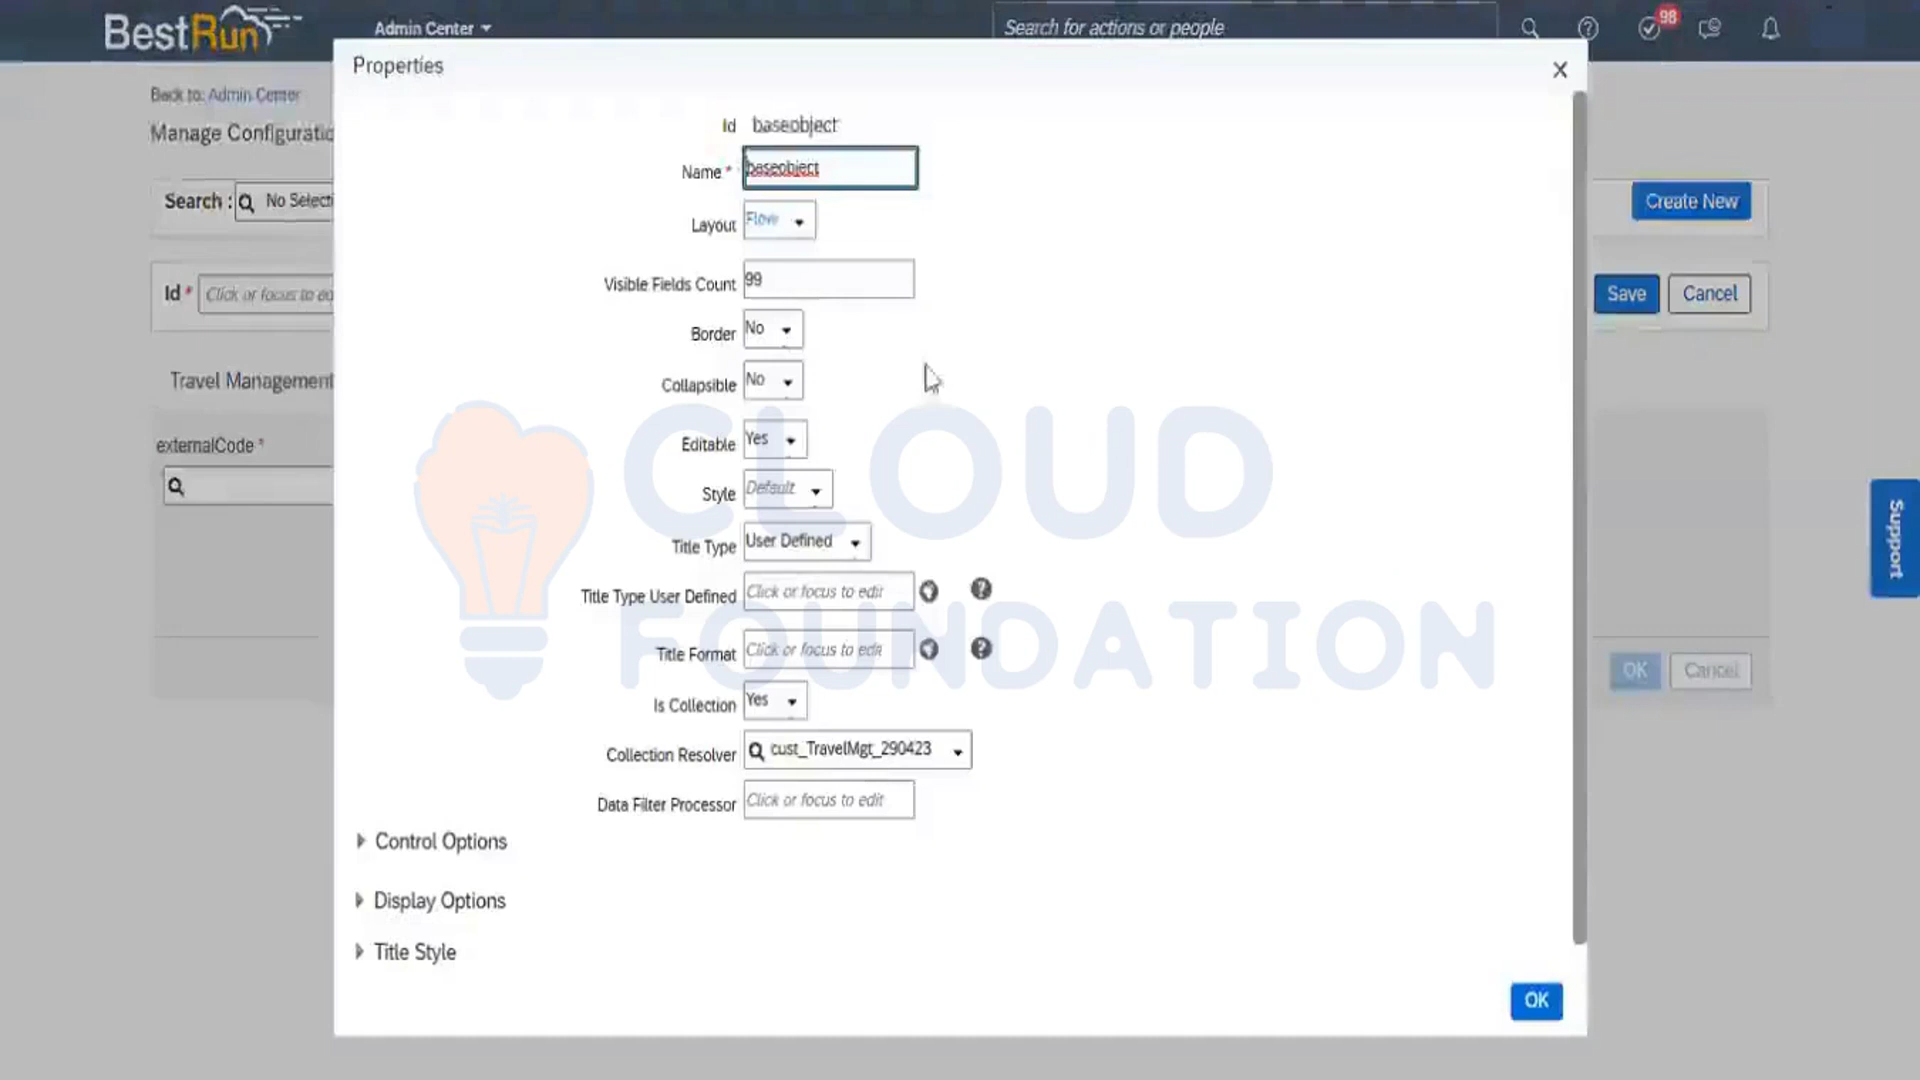 BestRun
Admin Center
Search for actions or people
98
Properties
Back to: Admin Center
Manage Configuratio
Id baseobject
Name * baseobject
Layout Flow
Search : No Selecti
Create New
Visible Fields Count 99
Id * Click or focus to ed
Save
Cancel
Border No
Collapsible No
Travel Management
Editable Yes
externalCode *
Style Default
Title Type User Defined
Title Type User Defined Click or focus to edit
Title Format Click or focus to edit
Is Collection Yes
Collection Resolver cust_TravelMgt_290423
Data Filter Processor Click or focus to edit
Control Options
Display Options
Title Style
OK
OK
Cancel
Support
CLOUD
FOUNDATION